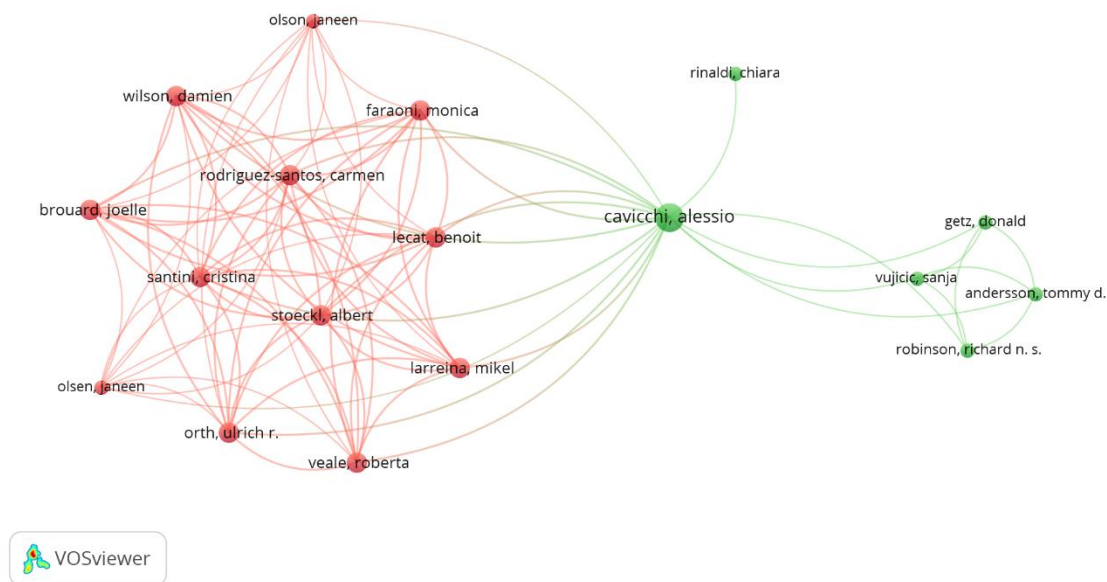 olson, janeen
rinaldi, chiara
wilson, damien
faraoni, monica
rodriguez-santos, carmen
brouard, joelle
cavicchi, alessio
getz, donald
lecat, benoit
santini, cristina
vujicic, sanja
andersson, tommy d.
stoeckl, albert
robinson, richard n. s.
larreina, mikel
olsen, janeen
orth, ulrich r.
veale, roberta
VOSviewer